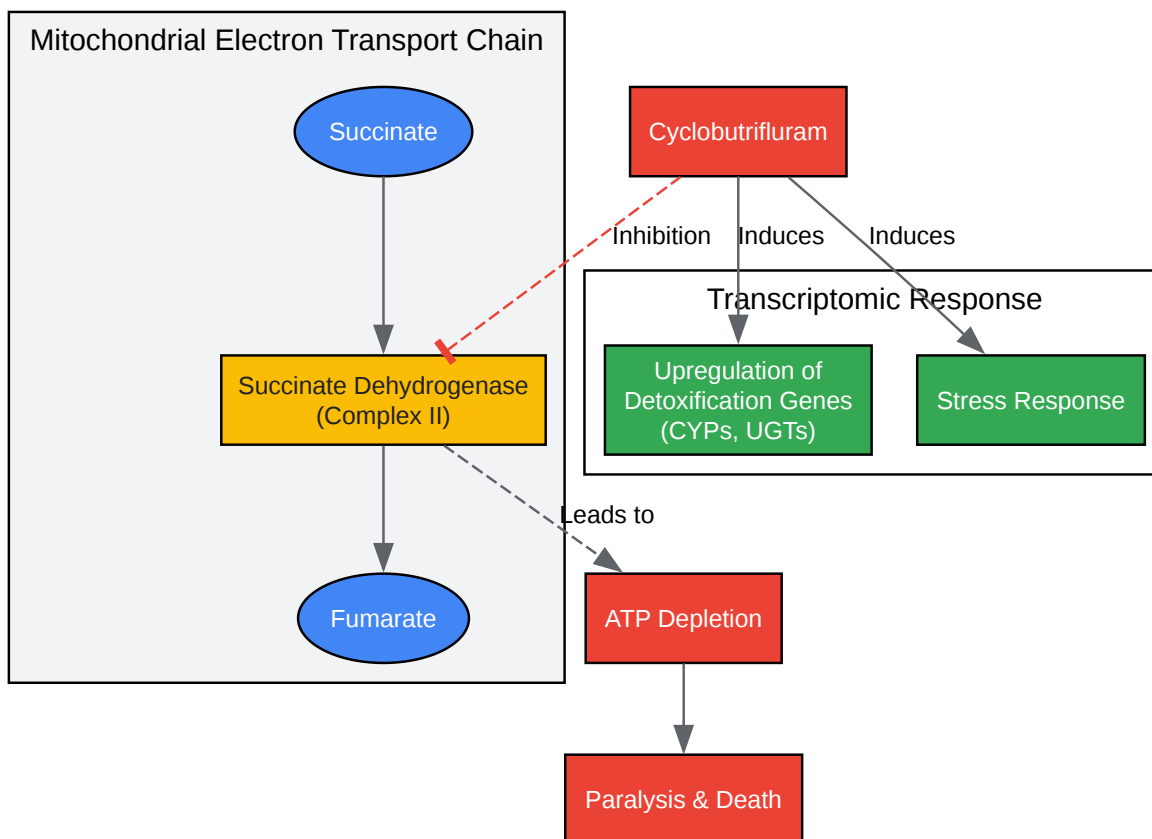 Mitochondrial Electron Transport Chain
Succinate
Cyclobutrifluram
Inhibition
Induces
Induces
Transcriptomic Response
Succinate Dehydrogenase
(Complex II)
Upregulation of
Detoxification Genes
(CYPs, UGTs)
Stress Response
Leads to
Fumarate
ATP Depletion
Paralysis & Death